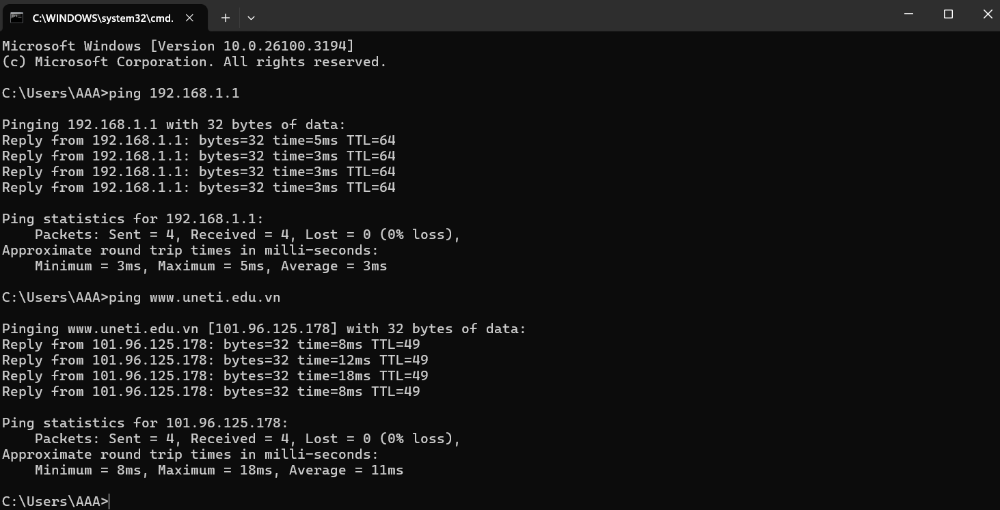 C:\WINDOWS\system32\cmd.
Microsoft Windows [Version 10.0.26100.3194]
(c) Microsoft Corporation. All rights reserved.
C:\Users\AAA>ping 192.168.1.1
Pinging 192.168.1.1 with 32 bytes of data:
Reply from 192.168.1.1: bytes=32 time=5ms TTL=64
Reply from 192.168.1.1: bytes=32 time=3ms TTL=64
Reply from 192.168.1.1: bytes=32 time=3ms TTL=64
Reply from 192.168.1.1: bytes=32 time=3ms TTL=64
Ping statistics for 192.168.1.1:
    Packets: Sent = 4, Received = 4, Lost = 0 (0% loss),
Approximate round trip times in milli-seconds:
    Minimum = 3ms, Maximum = 5ms, Average = 3ms
C:\Users\AAA>ping www.uneti.edu.vn
Pinging www.uneti.edu.vn [101.96.125.178] with 32 bytes of data:
Reply from 101.96.125.178: bytes=32 time=8ms TTL=49
Reply from 101.96.125.178: bytes=32 time=12ms TTL=49
Reply from 101.96.125.178: bytes=32 time=18ms TTL=49
Reply from 101.96.125.178: bytes=32 time=8ms TTL=49
Ping statistics for 101.96.125.178:
    Packets: Sent = 4, Received = 4, Lost = 0 (0% loss),
Approximate round trip times in milli-seconds:
    Minimum = 8ms, Maximum = 18ms, Average = 11ms
C:\Users\AAA>